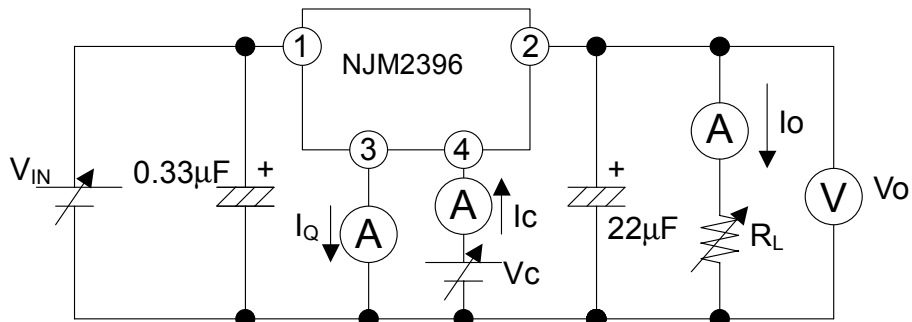 1
NJM2396
2
3
4
V_IN
0.33μF
+
I_Q
A
A
Ic
Vc
+
22μF
A
Io
R_L
V
Vo